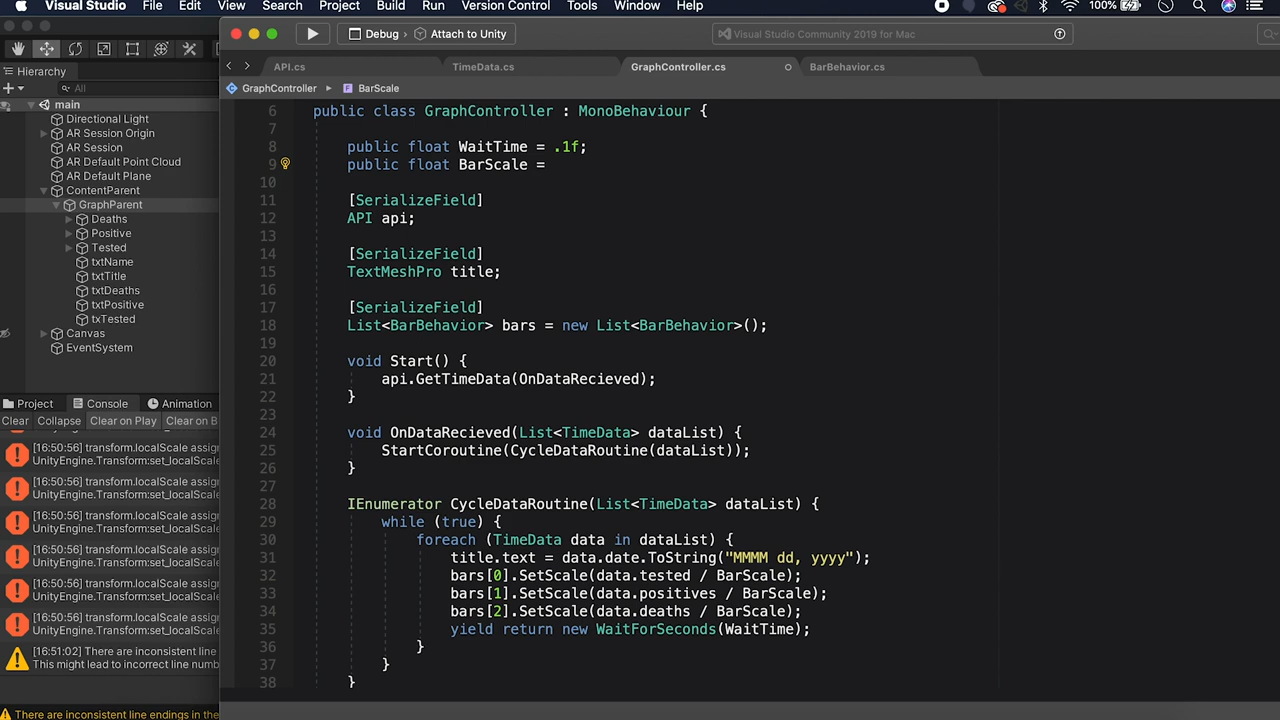 Visual Studio File Edit View Search Project Build Run Version Control Tools Window Help 100%
Debug › Attach to Unity
Visual Studio Community 2019 for Mac
Hierarchy
API.cs TimeData.cs GraphController.cs BarBehavior.cs
All
GraphController ▸ BarScale
main
Directional Light
AR Session Origin
AR Session
AR Default Point Cloud
AR Default Plane
ContentParent
GraphParent
Deaths
Positive
Tested
txtName
txtTitle
txtDeaths
txtPositive
txTested
Canvas
EventSystem
Project Console Animation
Clear Collapse Clear on Play Clear on B
[16:50:56] transform.localScale assig
UnityEngine.Transform:set_localSca
[16:50:56] transform.localScale assig
UnityEngine.Transform:set_localSca
[16:50:56] transform.localScale assig
UnityEngine.Transform:set_localSca
[16:50:56] transform.localScale assig
UnityEngine.Transform:set_localSca
[16:50:56] transform.localScale assig
UnityEngine.Transform:set_localSca
[16:50:56] transform.localScale assig
UnityEngine.Transform:set_localSca
[16:51:02] There are inconsistent line
This might lead to incorrect line numb
There are inconsistent line endings in the
6 public class GraphController : MonoBehaviour {
7
8 public float WaitTime = .1f;
9 public float BarScale =
10
11 [SerializeField]
12 API api;
13
14 [SerializeField]
15 TextMeshPro title;
16
17 [SerializeField]
18 List<BarBehavior> bars = new List<BarBehavior>();
19
20 void Start() {
21 api.GetTimeData(OnDataRecieved);
22 }
23
24 void OnDataRecieved(List<TimeData> dataList) {
25 StartCoroutine(CycleDataRoutine(dataList));
26 }
27
28 IEnumerator CycleDataRoutine(List<TimeData> dataList) {
29 while (true) {
30 foreach (TimeData data in dataList) {
31 title.text = data.date.ToString("MMMM dd, yyyy");
32 bars[0].SetScale(data.tested / BarScale);
33 bars[1].SetScale(data.positives / BarScale);
34 bars[2].SetScale(data.deaths / BarScale);
35 yield return new WaitForSeconds(WaitTime);
36 }
37 }
38 }